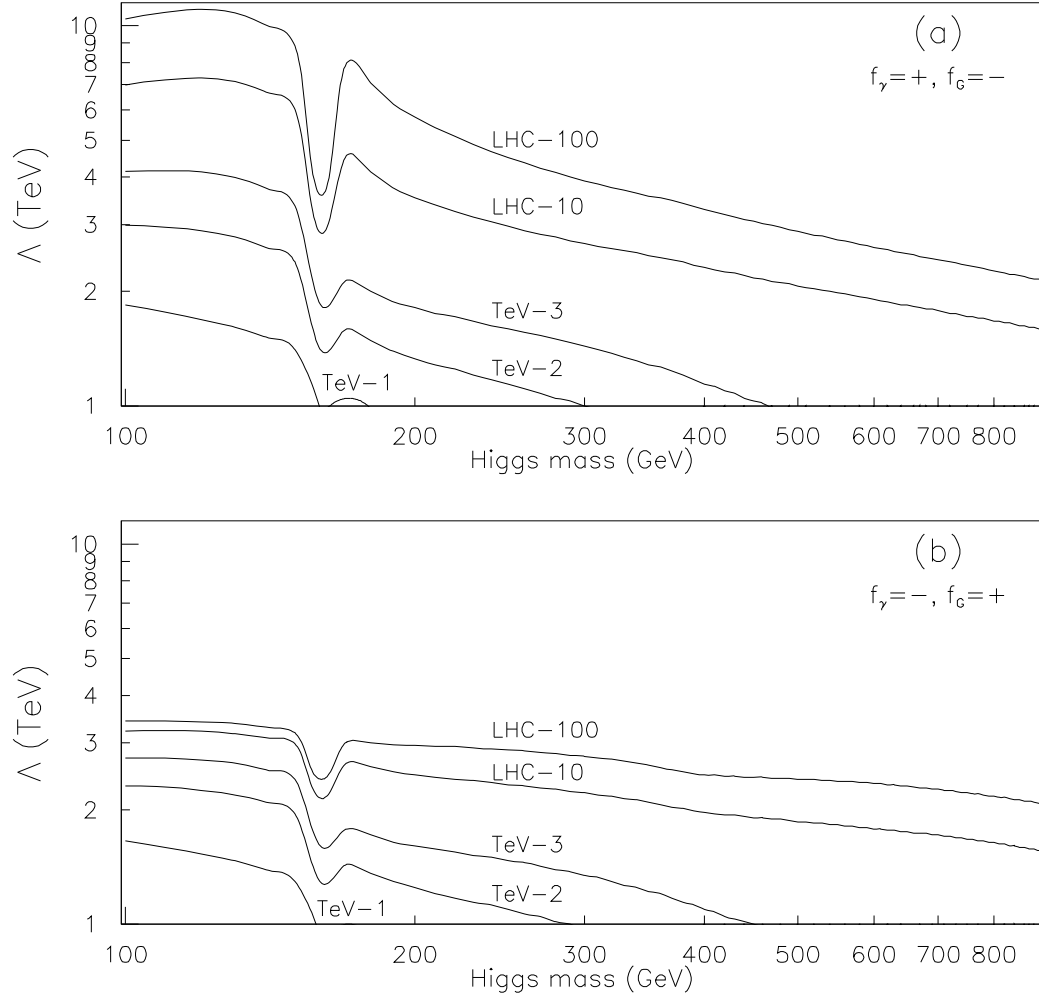 (a)
f_γ=+, f_G=−
10
9
8
7
6
5
4
3
2
1
Λ (TeV)
LHC−100
LHC−10
TeV−3
TeV−2
TeV−1
100 200 300 400 500 600 700 800
Higgs mass (GeV)
(b)
f_γ=−, f_G=+
10
9
8
7
6
5
4
3
2
1
Λ (TeV)
LHC−100
LHC−10
TeV−3
TeV−2
TeV−1
100 200 300 400 500 600 700 800
Higgs mass (GeV)